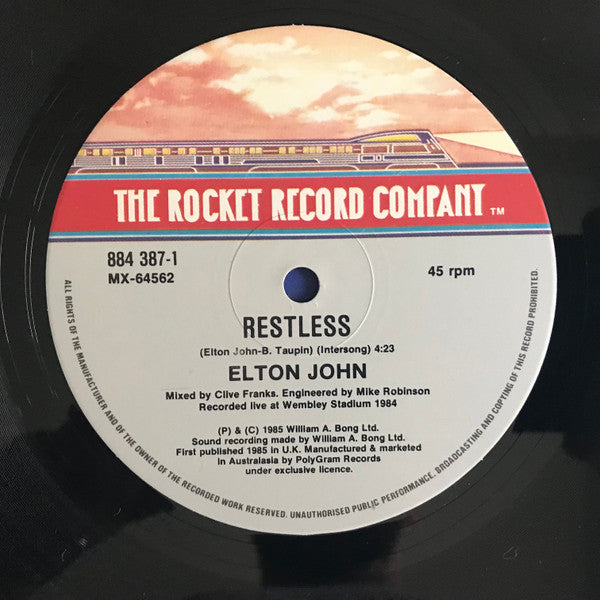 THE ROCKET RECORD COMPANY TM
884 387-1
MX-64562
45 rpm
RESTLESS
(Elton John-B. Taupin) (Intersong) 4:23
ELTON JOHN
Mixed by Clive Franks. Engineered by Mike Robinson
Recorded live at Wembley Stadium 1984
(P) & (C) 1985 William A. Bong Ltd.
Sound recording made by William A. Bong Ltd.
First published 1985 in U.K. Manufactured & marketed
in Australasia by PolyGram Records
under exclusive licence.
ALL RIGHTS OF THE MANUFACTURER AND OF THE OWNER OF THE RECORDED WORK RESERVED. UNAUTHORISED PUBLIC PERFORMANCE, BROADCASTING AND COPYING OF THIS RECORD PROHIBITED.